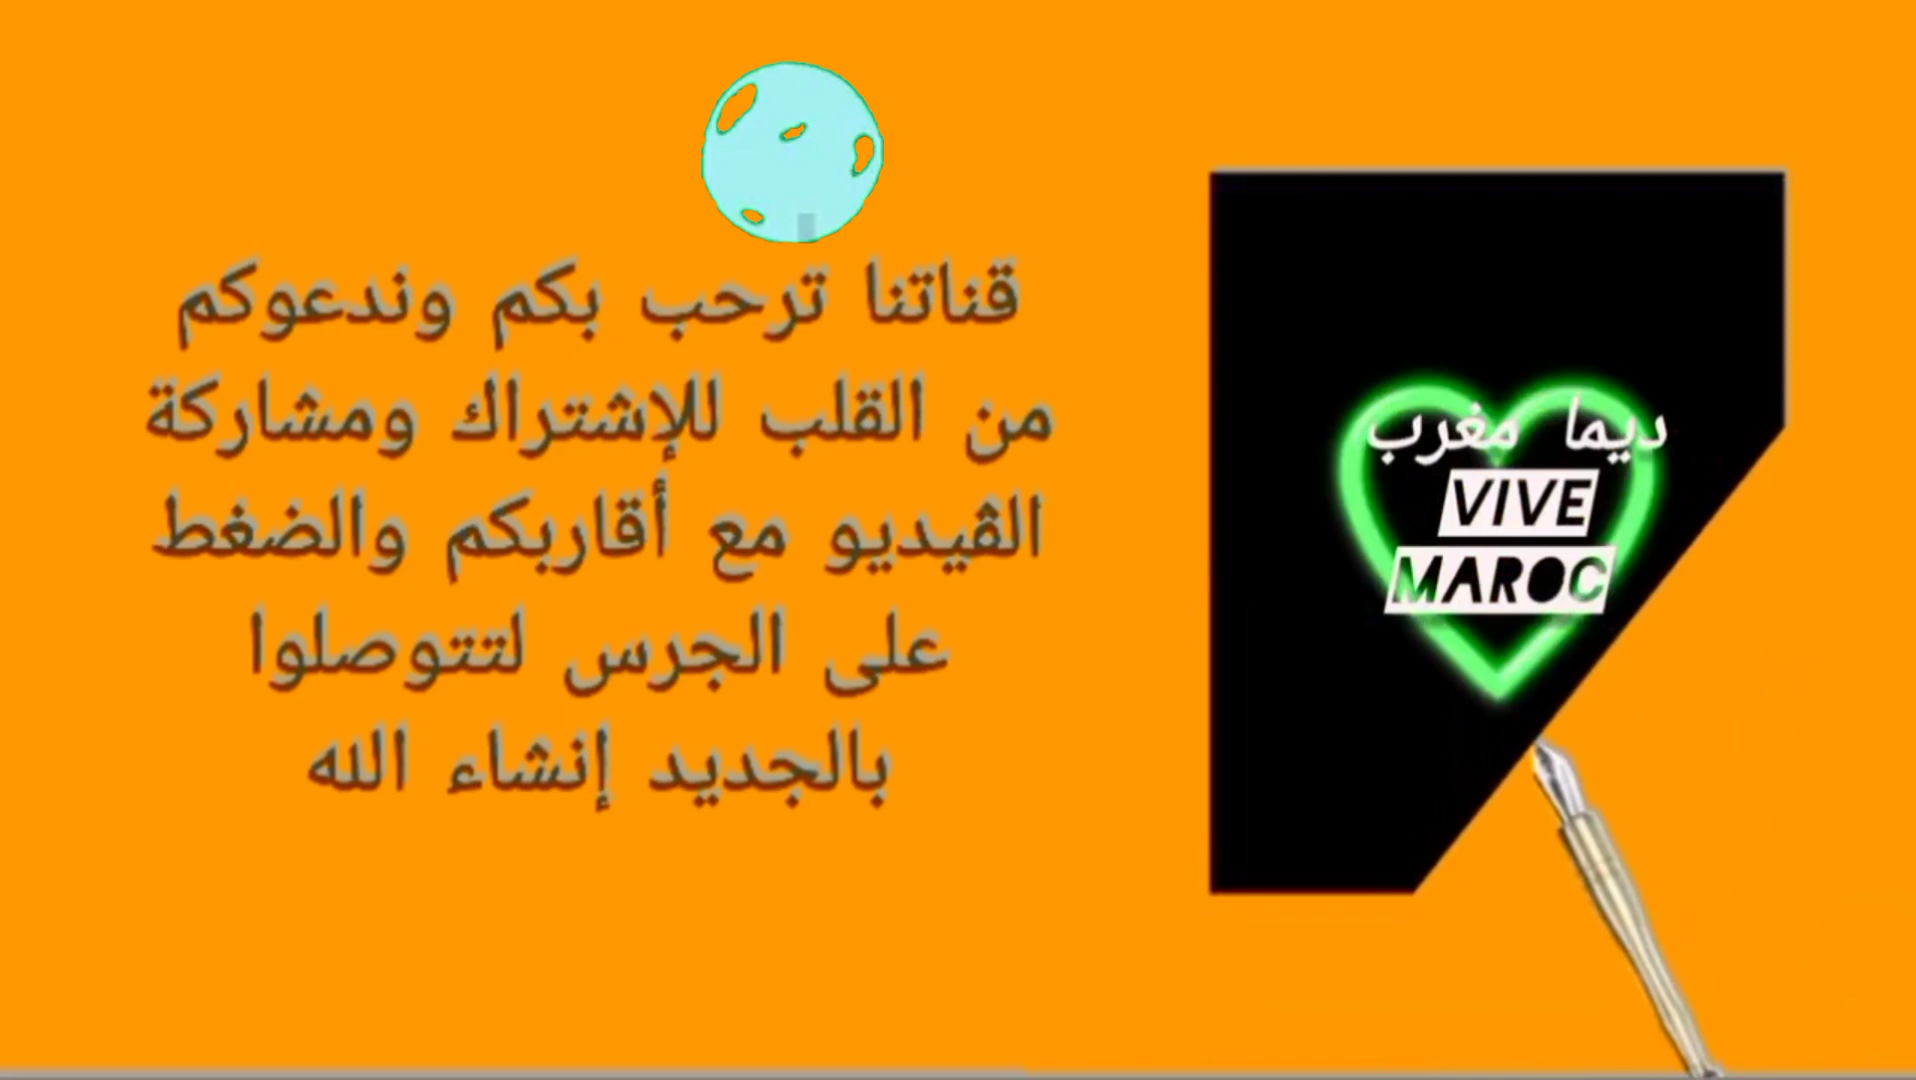 قناتنا ترحب بكم وندعوكم
من القلب للإشتراك ومشاركة
الڤيديو مع أقاربكم والضغط
على الجرس لتتوصلوا
بالجديد إنشاء الله
ديما مغرب
VIVE
MAROC